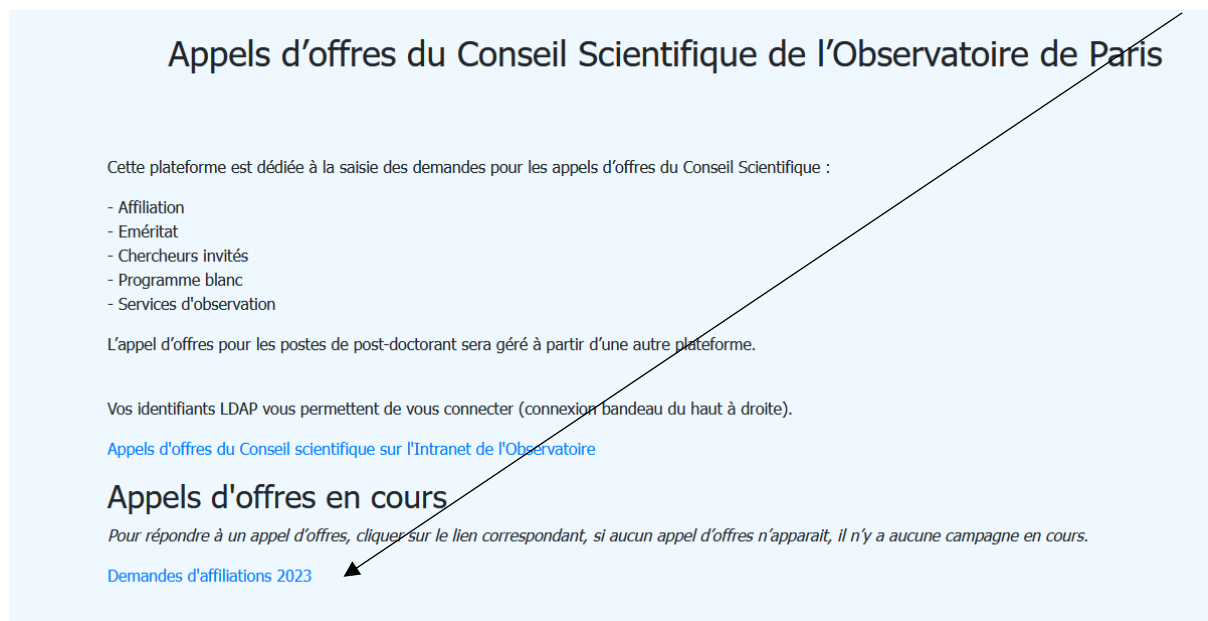 Appels d’offres du Conseil Scientifique de l’Observatoire de Paris
Cette plateforme est dédiée à la saisie des demandes pour les appels d’offres du Conseil Scientifique :
- Affiliation
- Eméritat
- Chercheurs invités
- Programme blanc
- Services d'observation
L’appel d’offres pour les postes de post-doctorant sera géré à partir d’une autre plateforme.
Vos identifiants LDAP vous permettent de vous connecter (connexion bandeau du haut à droite).
Appels d'offres du Conseil scientifique sur l'Intranet de l'Observatoire
Appels d'offres en cours
Pour répondre à un appel d’offres, cliquer sur le lien correspondant, si aucun appel d’offres n’apparait, il n’y a aucune campagne en cours.
Demandes d'affiliations 2023